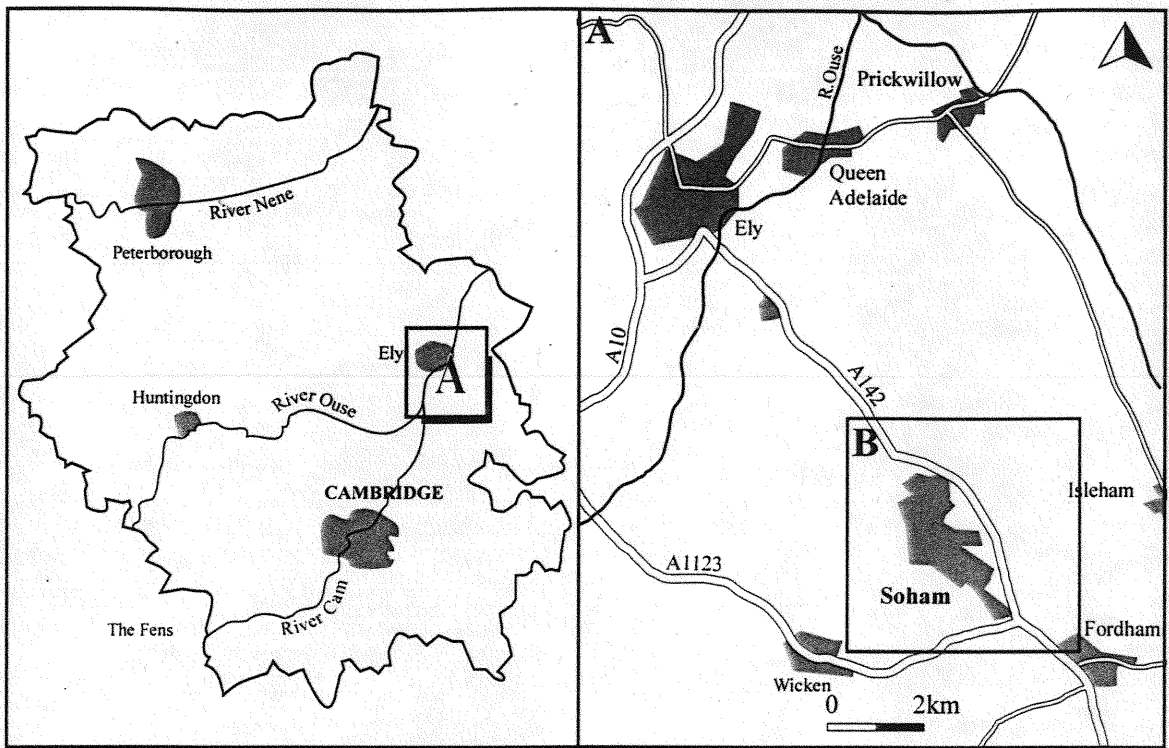 River Nene
Peterborough
Ely
A
Huntingdon
River Ouse
CAMBRIDGE
The Fens
River Cam
A
R.Ouse
Prickwillow
Queen
Adelaide
Ely
A10
A142
B
Isleham
A1123
Soham
Fordham
Wicken
0 2km